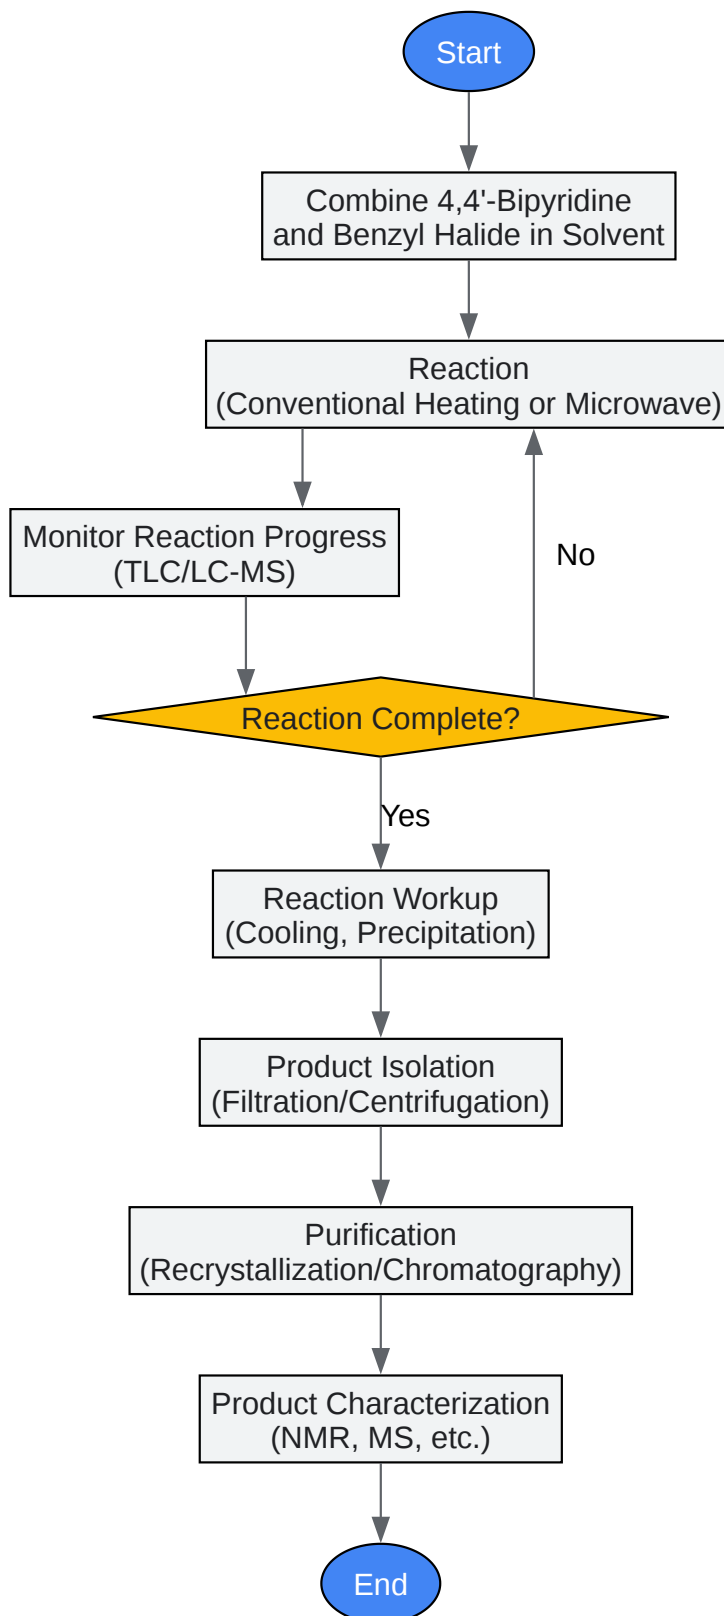 Start
Combine 4,4'-Bipyridine
and Benzyl Halide in Solvent
Reaction
(Conventional Heating or Microwave)
Monitor Reaction Progress
(TLC/LC-MS)
No
Reaction Complete?
Yes
Reaction Workup
(Cooling, Precipitation)
Product Isolation
(Filtration/Centrifugation)
Purification
(Recrystallization/Chromatography)
Product Characterization
(NMR, MS, etc.)
End